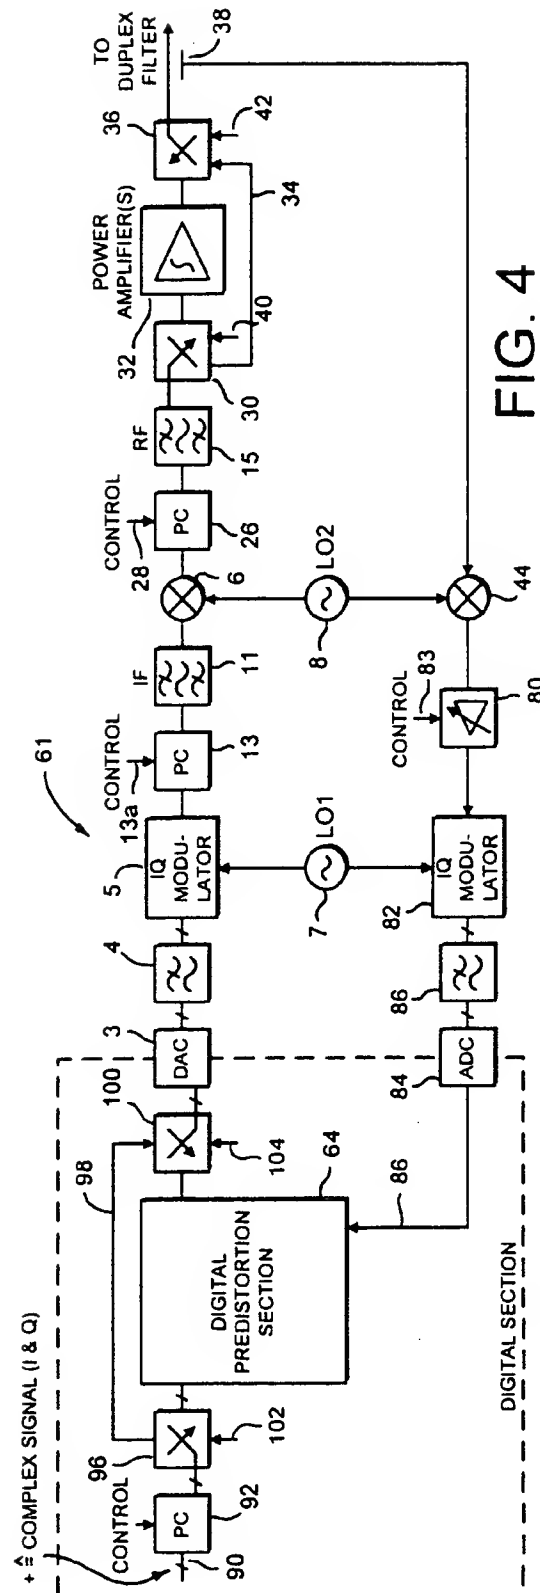 + ≙ COMPLEX SIGNAL (I & Q)
CONTROL
PC
90
92
96
102
98
DIGITAL
PREDISTORTION
SECTION
64
100
104
DIGITAL SECTION
86
DAC
3
ADC
84
4
86
61
5
IQ
MODU-
LATOR
LO1
7
IQ
MODU-
LATOR
82
CONTROL
13a
PC
13
IF
11
CONTROL
83
80
6
LO2
8
44
CONTROL
28
PC
26
RF
15
30
40
32
POWER
AMPLIFIER(S)
34
36
42
TO
DUPLEX
FILTER
38
FIG. 4